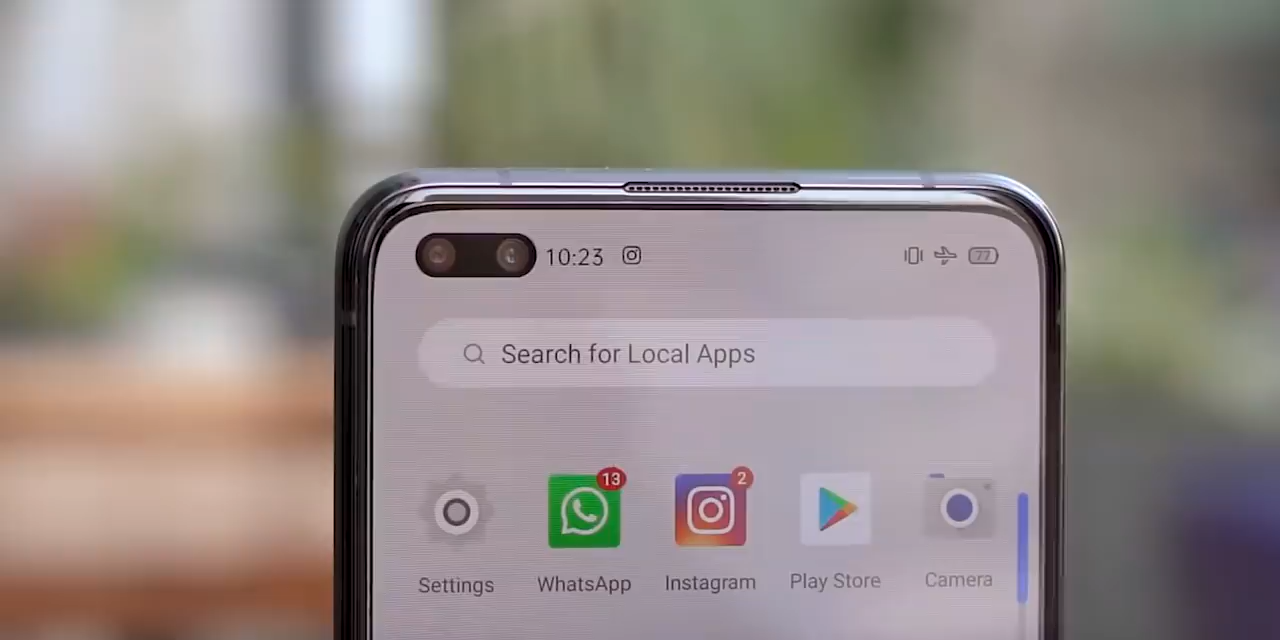 10:23
77
Search for Local Apps
13
2
Settings
WhatsApp
Instagram
Play Store
Camera